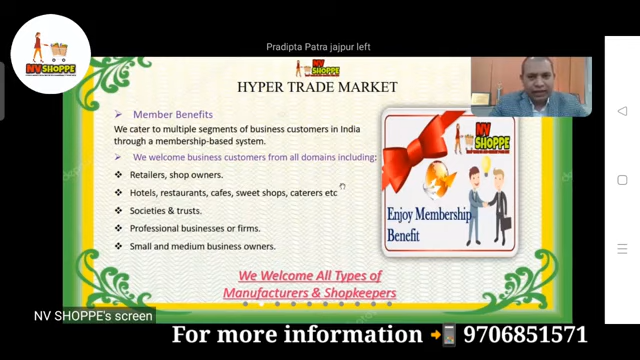 NV SHOPPE
Pradipta Patra jajpur left
NV SHOPPE
HYPER TRADE MARKET
➤ Member Benefits
We cater to multiple segments of business customers in India
through a membership-based system.
➤ We welcome business customers from all domains including:
➤ Retailers, shop owners.
➤ Hotels, restaurants, cafes, sweet shops, caterers etc
➤ Societies & trusts.
➤ Professional businesses or firms.
➤ Small and medium business owners.
We Welcome All Types of
Manufacturers & Shopkeepers
NV SHOPPE
Enjoy Membership
Benefit
NV SHOPPE's screen
For more information 9706851571